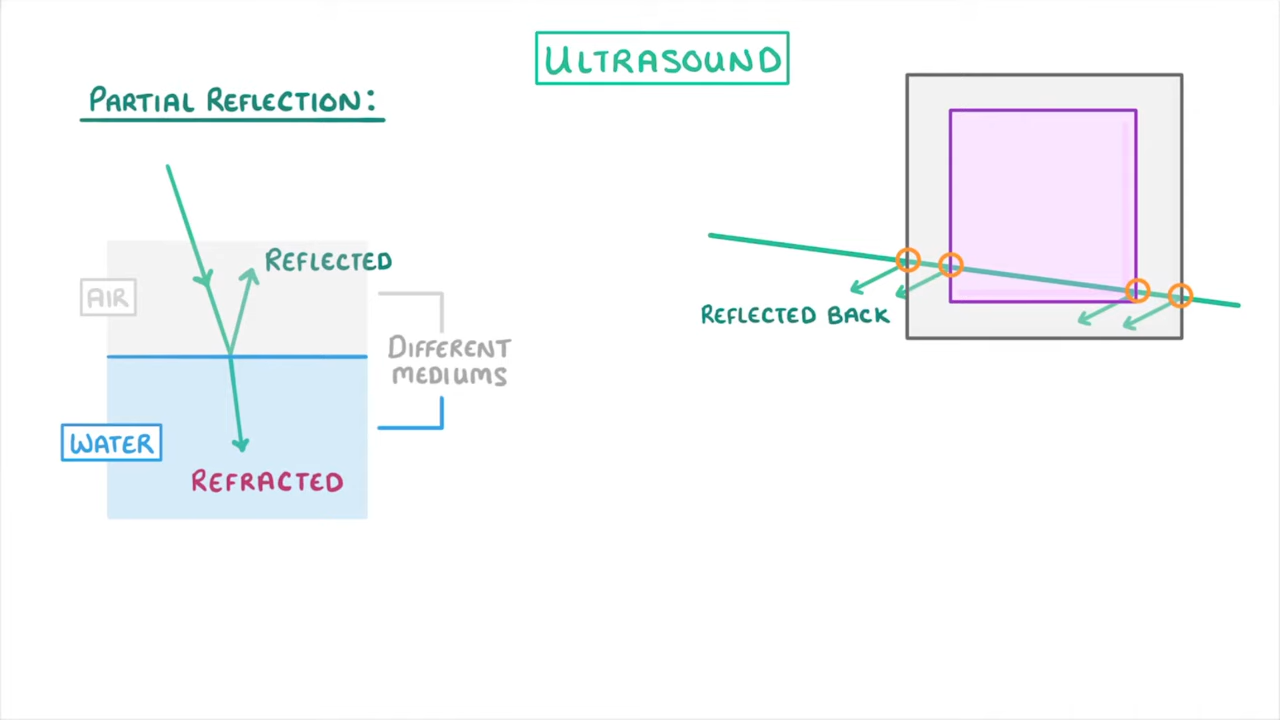 ULTRASOUND
PARTIAL REFLECTION:
REFLECTED
AIR
DIFFERENT
MEDIUMS
WATER
REFRACTED
REFLECTED BACK